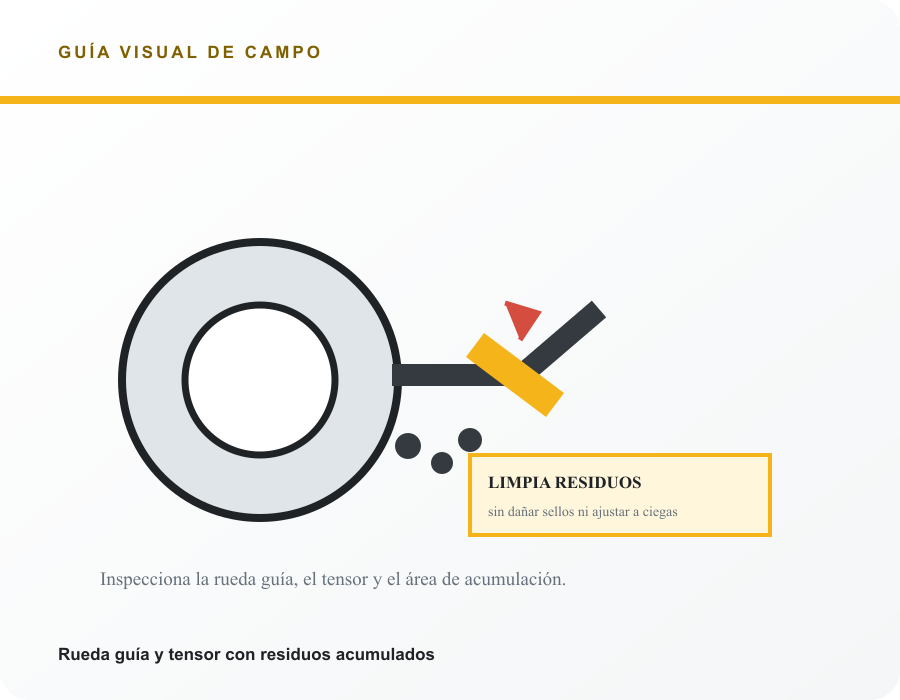 GUÍA VISUAL DE CAMPO
LIMPIA RESIDUOS
sin dañar sellos ni ajustar a ciegas
Inspecciona la rueda guía, el tensor y el área de acumulación.
Rueda guía y tensor con residuos acumulados